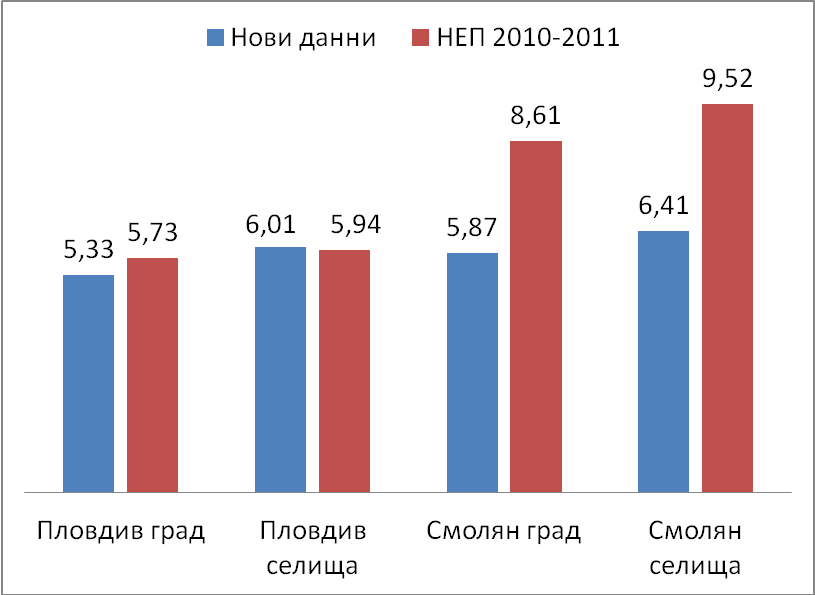 Нови данни НЕП 2010-2011
9,52
8,61
6,41
6,01 5,94 5,87
5,33 5,73
Пловдив град Пловдив селища Смолян град Смолян селища